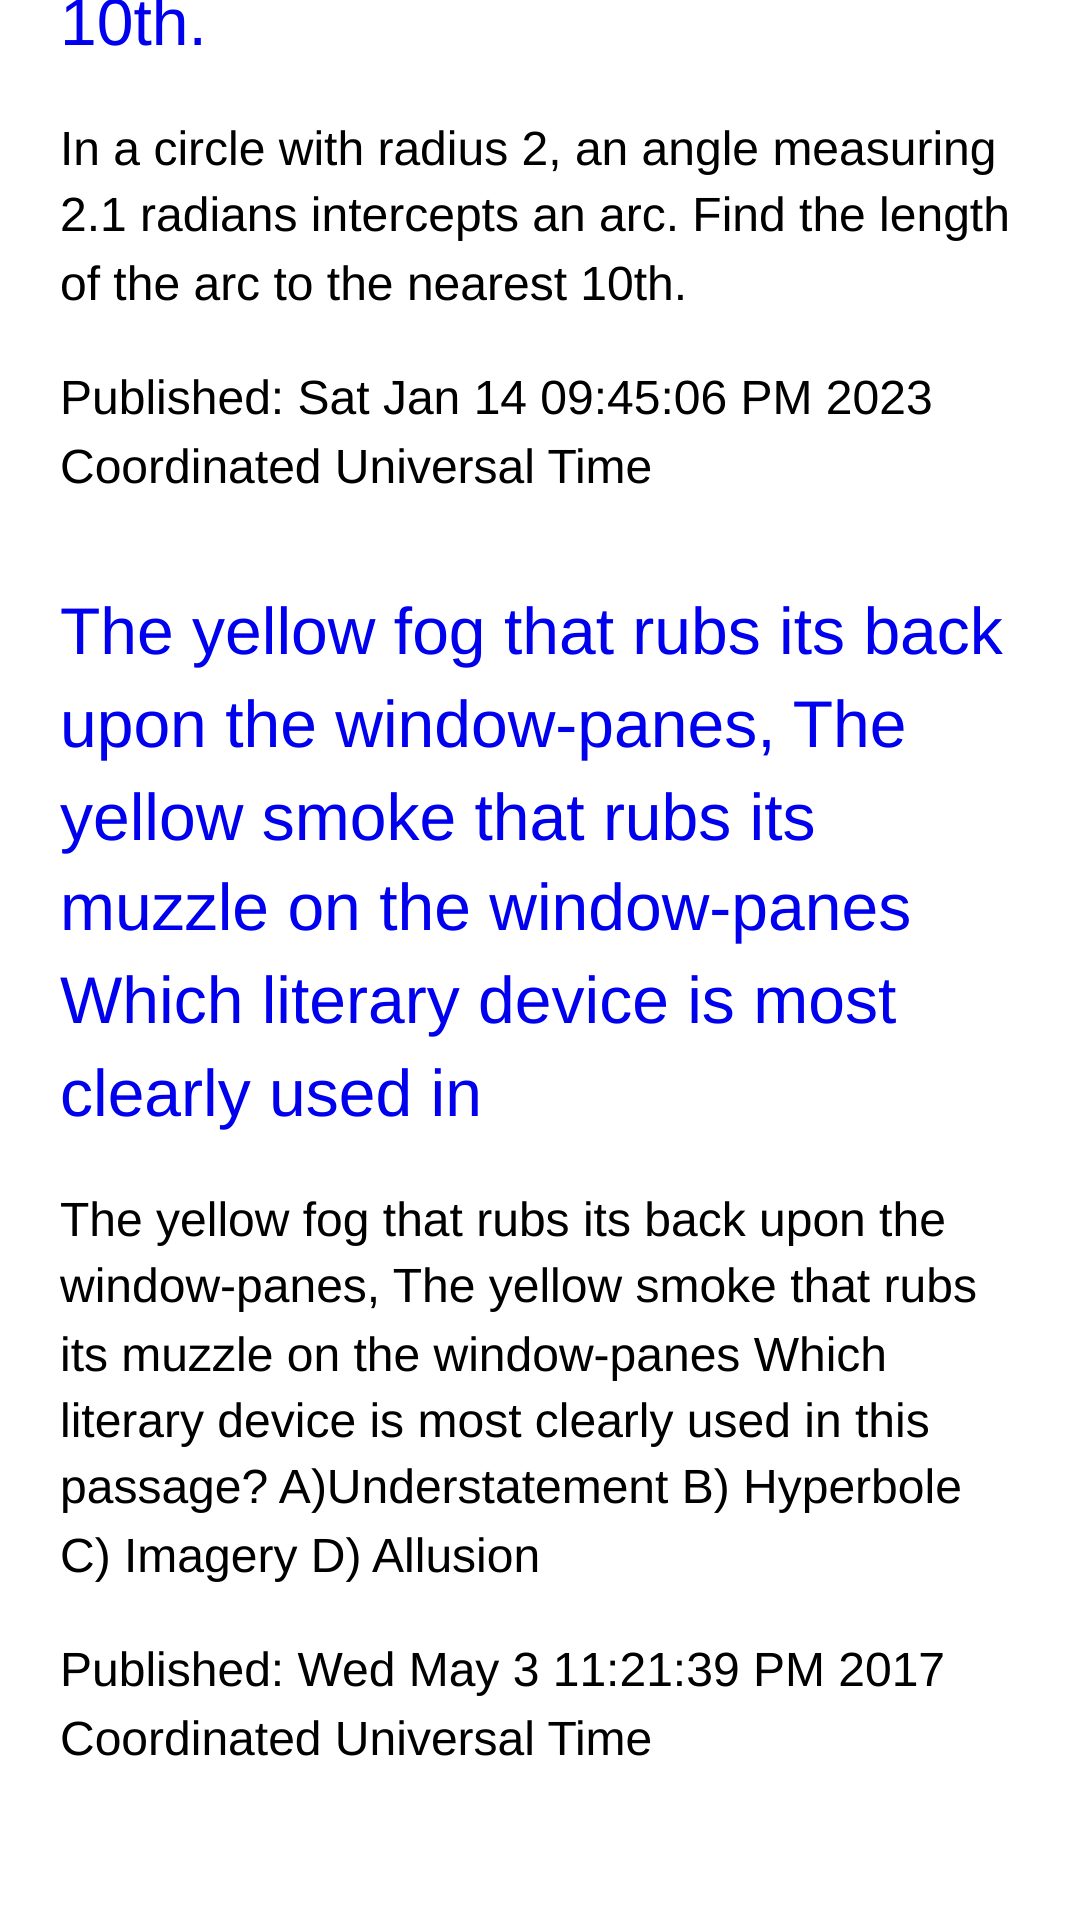 10th.
In a circle with radius 2, an angle measuring
2.1 radians intercepts an arc. Find the length
of the arc to the nearest 10th.
Published: Sat Jan 14 09:45:06 PM 2023
Coordinated Universal Time
The yellow fog that rubs its back
upon the window-panes, The
yellow smoke that rubs its
muzzle on the window-panes
Which literary device is most
clearly used in
The yellow fog that rubs its back upon the
window-panes, The yellow smoke that rubs
its muzzle on the window-panes Which
literary device is most clearly used in this
passage? A)Understatement B) Hyperbole
C) Imagery D) Allusion
Published: Wed May 3 11:21:39 PM 2017
Coordinated Universal Time